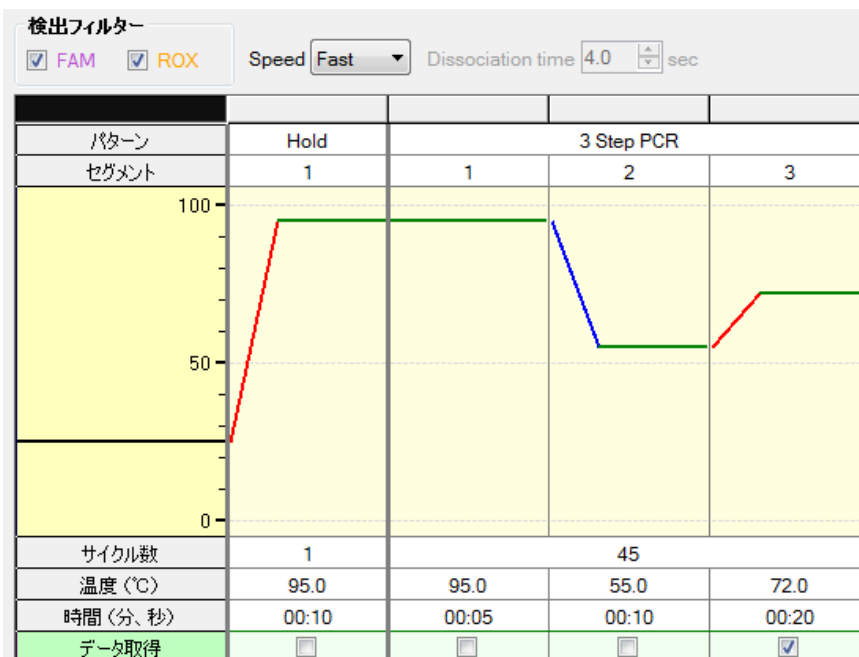 検出フィルター
FAM ROX Speed Fast Dissociation time 4.0 sec
パターン Hold 3 Step PCR
セグメント 1 1 2 3
100
50
0
サイクル数 1 45
温度(℃) 95.0 95.0 55.0 72.0
時間(分、秒) 00:10 00:05 00:10 00:20
データ取得